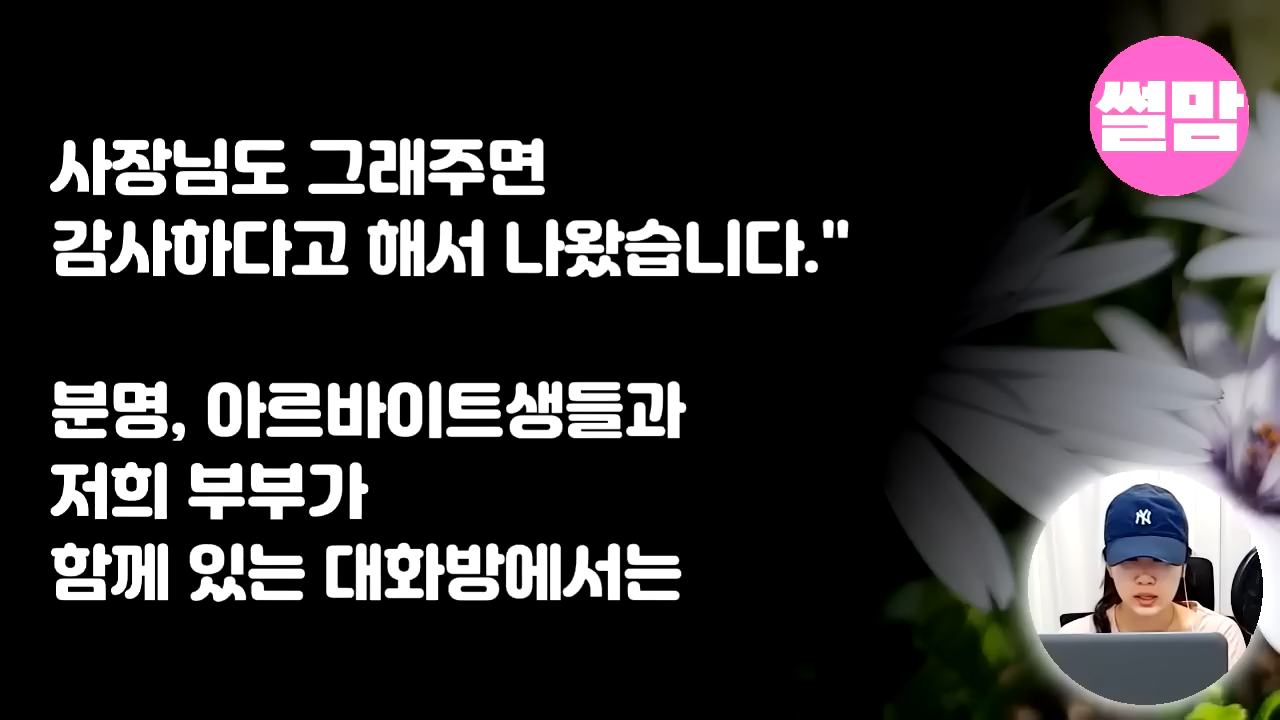 썰맘
사장님도 그래주면
감사하다고 해서 나왔습니다."
분명, 아르바이트생들과
저희 부부가
함께 있는 대화방에서는
NY